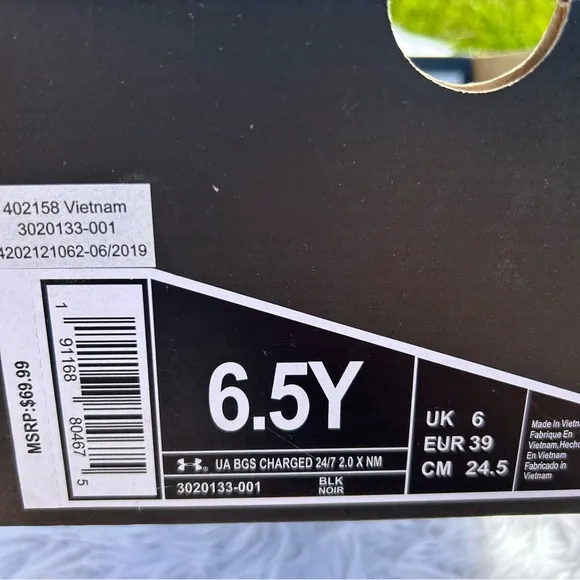 402158 Vietnam
3020133-001
4202121062-06/2019
MSRP:$69.99
1 91168 80467 5
6.5Y
UA BGS CHARGED 24/7 2.0 X NM
3020133-001
BLK
NOIR
UK 6
EUR 39
CM 24.5
Made In
Fabrique En
Vietnam,
En Vietnam
Fabricado in
Vietnam